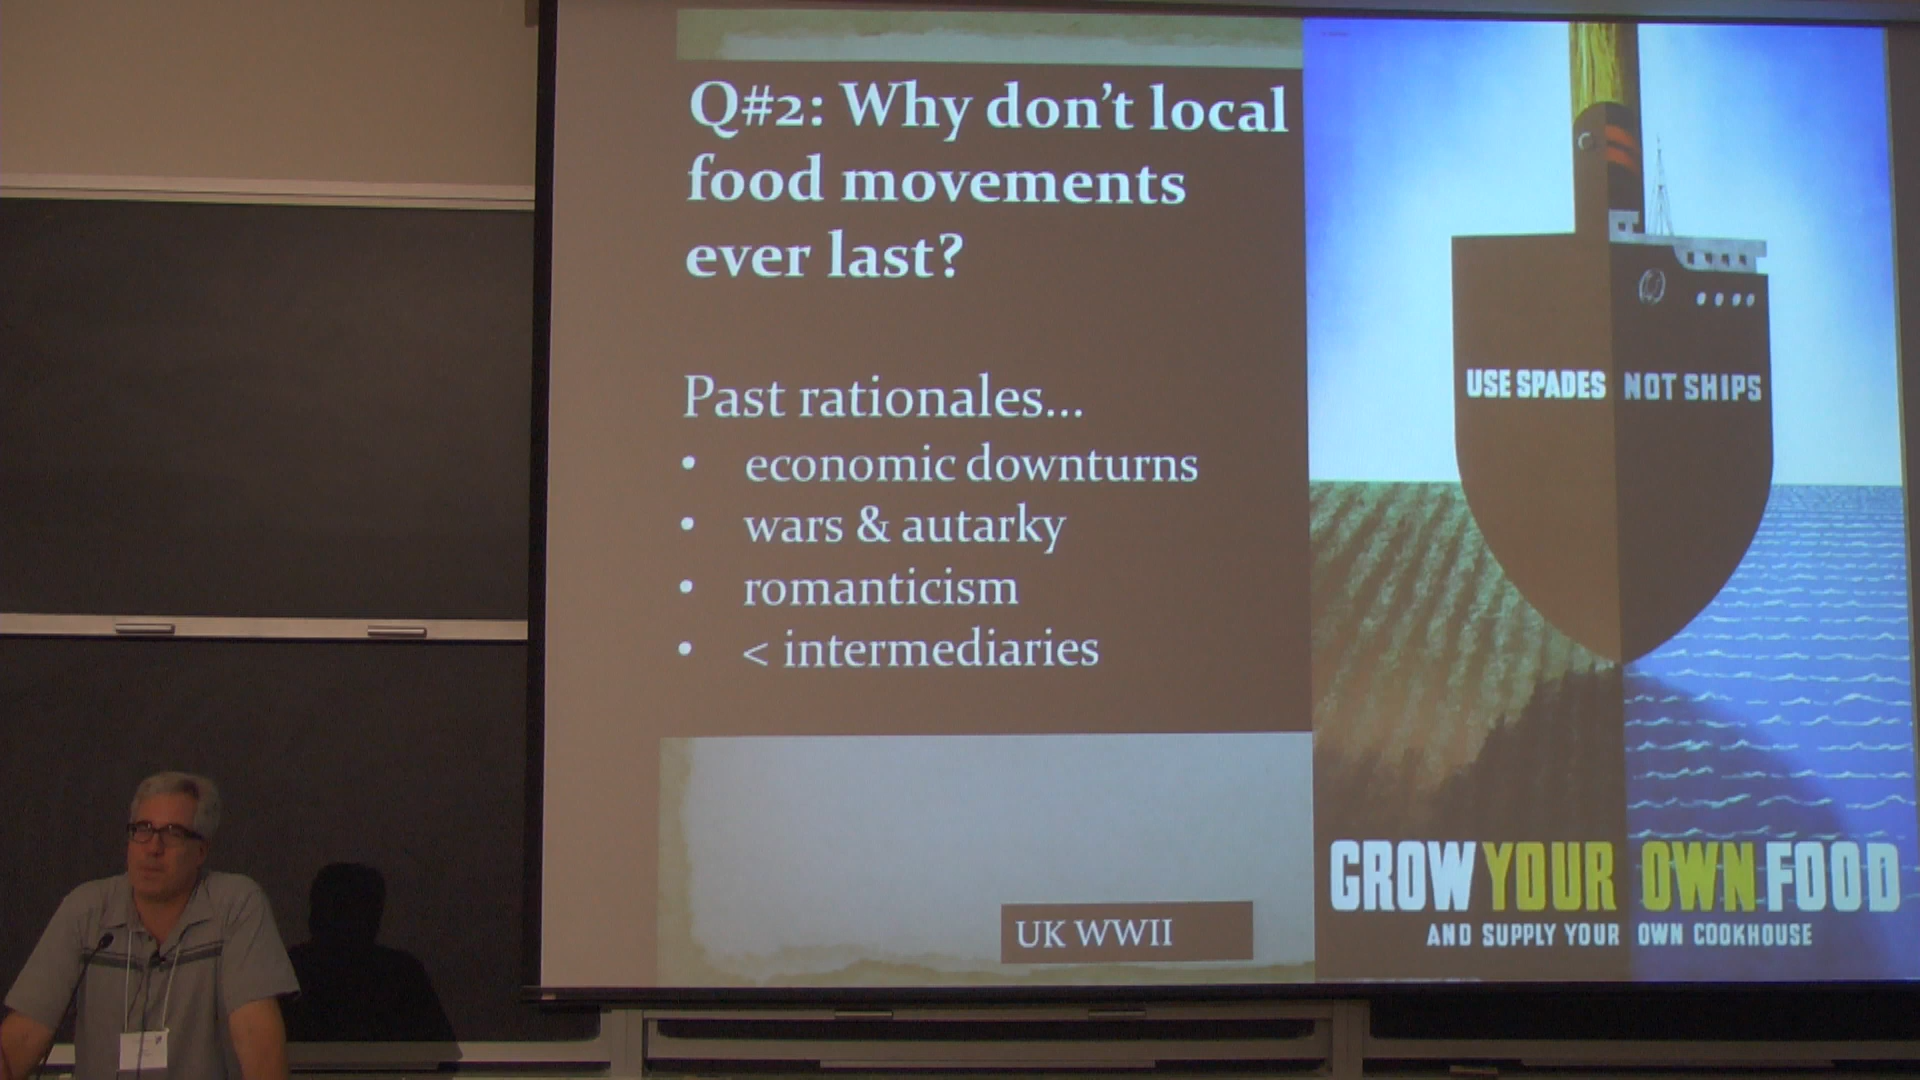 Q#2: Why don't local
food movements
ever last?
Past rationales...
• economic downturns
• wars & autarky
• romanticism
• < intermediaries
UK WWII
USE SPADES NOT SHIPS
GROW YOUR OWN FOOD
AND SUPPLY YOUR OWN COOKHOUSE